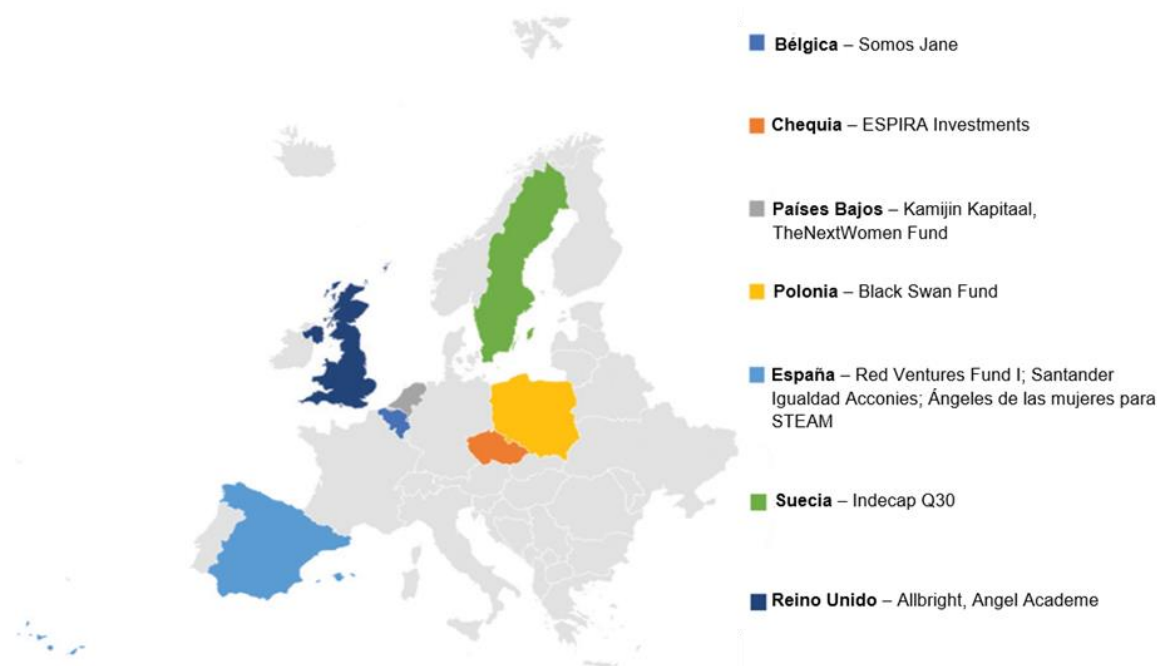 Bélgica – Somos Jane
Chequia – ESPIRA Investments
Países Bajos – Kamijin Kapitaal,
TheNextWomen Fund
Polonia – Black Swan Fund
España – Red Ventures Fund I; Santander
Igualdad Acconies; Ángeles de las mujeres para
STEAM
Suecia – Indecap Q30
Reino Unido – Allbright, Angel Academe